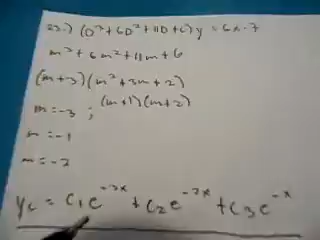 23.) (D³+6D²+11D+6)y = 6x-7
m³+6m²+11m+6
(m+3)(m²+3m+2)
m=-3 ; (m+1)(m+2)
m=-1
m=-2
yc = C₁e^-3x + C₂e^-2x + C₃e^-x